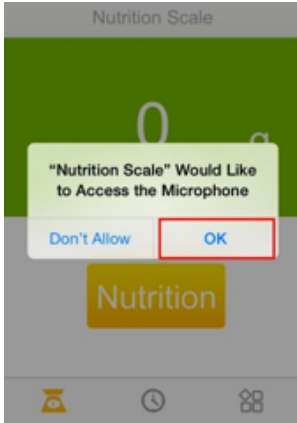 Nutrition Scale
0
g
"Nutrition Scale" Would Like
to Access the Microphone
Don't Allow
OK
Nutrition